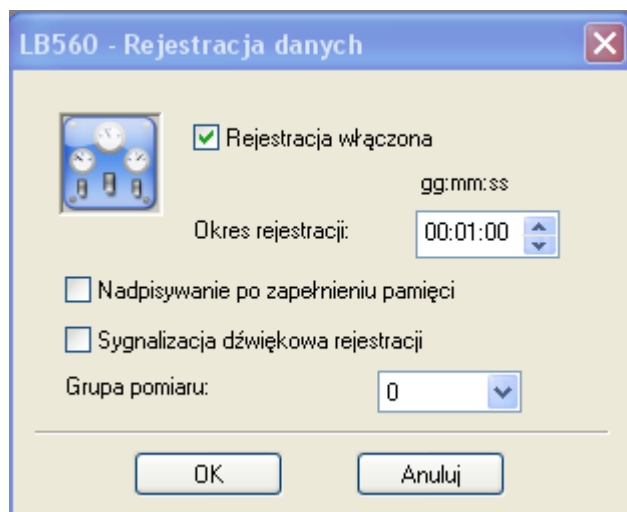 LB560 - Rejestracja danych
Rejestracja włączona
gg:mm:ss
Okres rejestracji: 00:01:00
Nadpisywanie po zapełnieniu pamięci
Sygnalizacja dźwiękowa rejestracji
Grupa pomiaru: 0
OK Anuluj